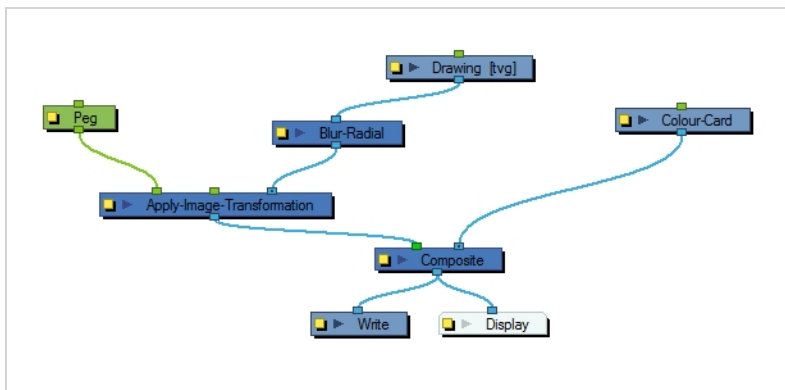 Drawing [tvg]
Peg
Colour-Card
Blur-Radial
Apply-Image-Transformation
Composite
Write
Display